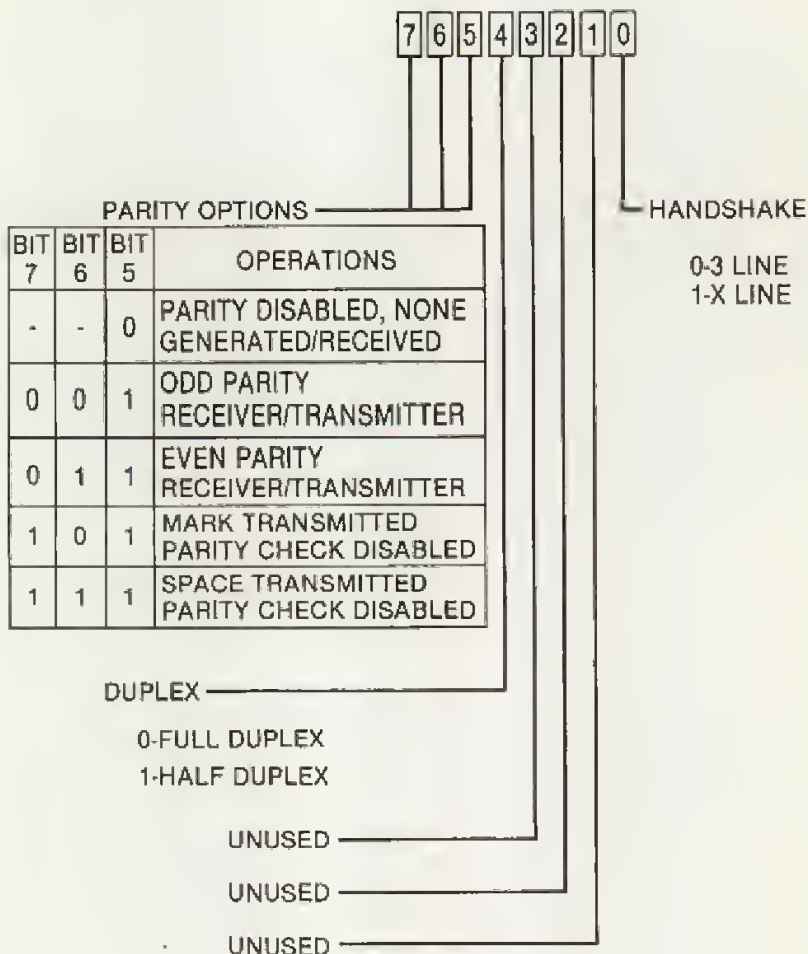 7 6 5 4 3 2 1 0
PARITY OPTIONS
BIT 7 BIT 6 BIT 5 OPERATIONS
- - 0 PARITY DISABLED, NONE
GENERATED/RECEIVED
0 0 1 ODD PARITY
RECEIVER/TRANSMITTER
0 1 1 EVEN PARITY
RECEIVER/TRANSMITTER
1 0 1 MARK TRANSMITTED
PARITY CHECK DISABLED
1 1 1 SPACE TRANSMITTED
PARITY CHECK DISABLED
HANDSHAKE
0-3 LINE
1-X LINE
DUPLEX
0-FULL DUPLEX
1-HALF DUPLEX
UNUSED
UNUSED
UNUSED